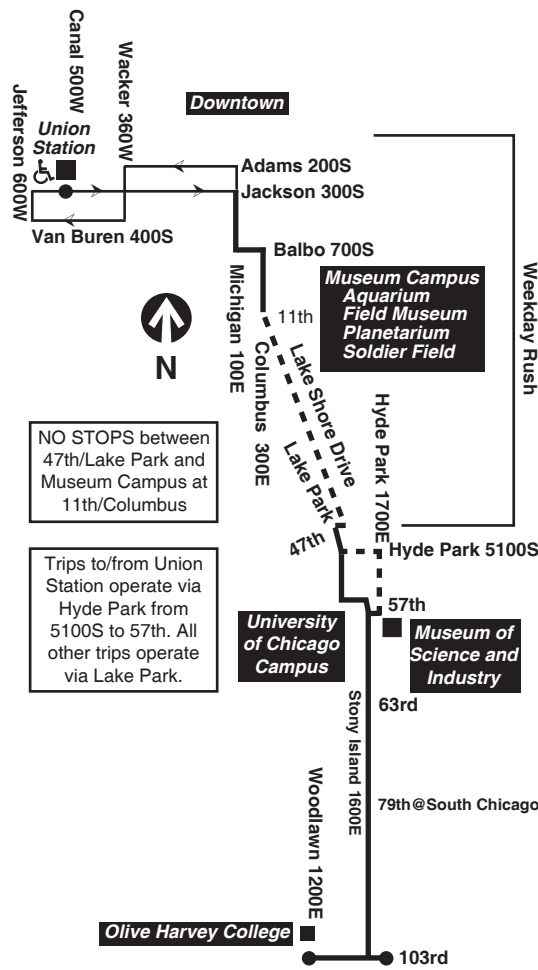 Canal 500W
Wacker 360W
Jefferson 600W
Downtown
Union
Station
Adams 200S
Jackson 300S
Van Buren 400S
Balbo 700S
Michigan 100E
Weekday Rush
Museum Campus
Aquarium
Field Museum
Planetarium
Soldier Field
11th
N
Columbus 300E
Lake Shore Drive
Lake Park
Hyde Park 1700E
NO STOPS between
47th/Lake Park and
Museum Campus at
11th/Columbus
47th
Hyde Park 5100S
Trips to/from Union
Station operate via
Hyde Park from
5100S to 57th. All
other trips operate
via Lake Park.
57th
University
of Chicago
Campus
Museum of
Science and
Industry
63rd
Stony Island 1600E
Woodlawn 1200E
79th@South Chicago
Olive Harvey College
103rd